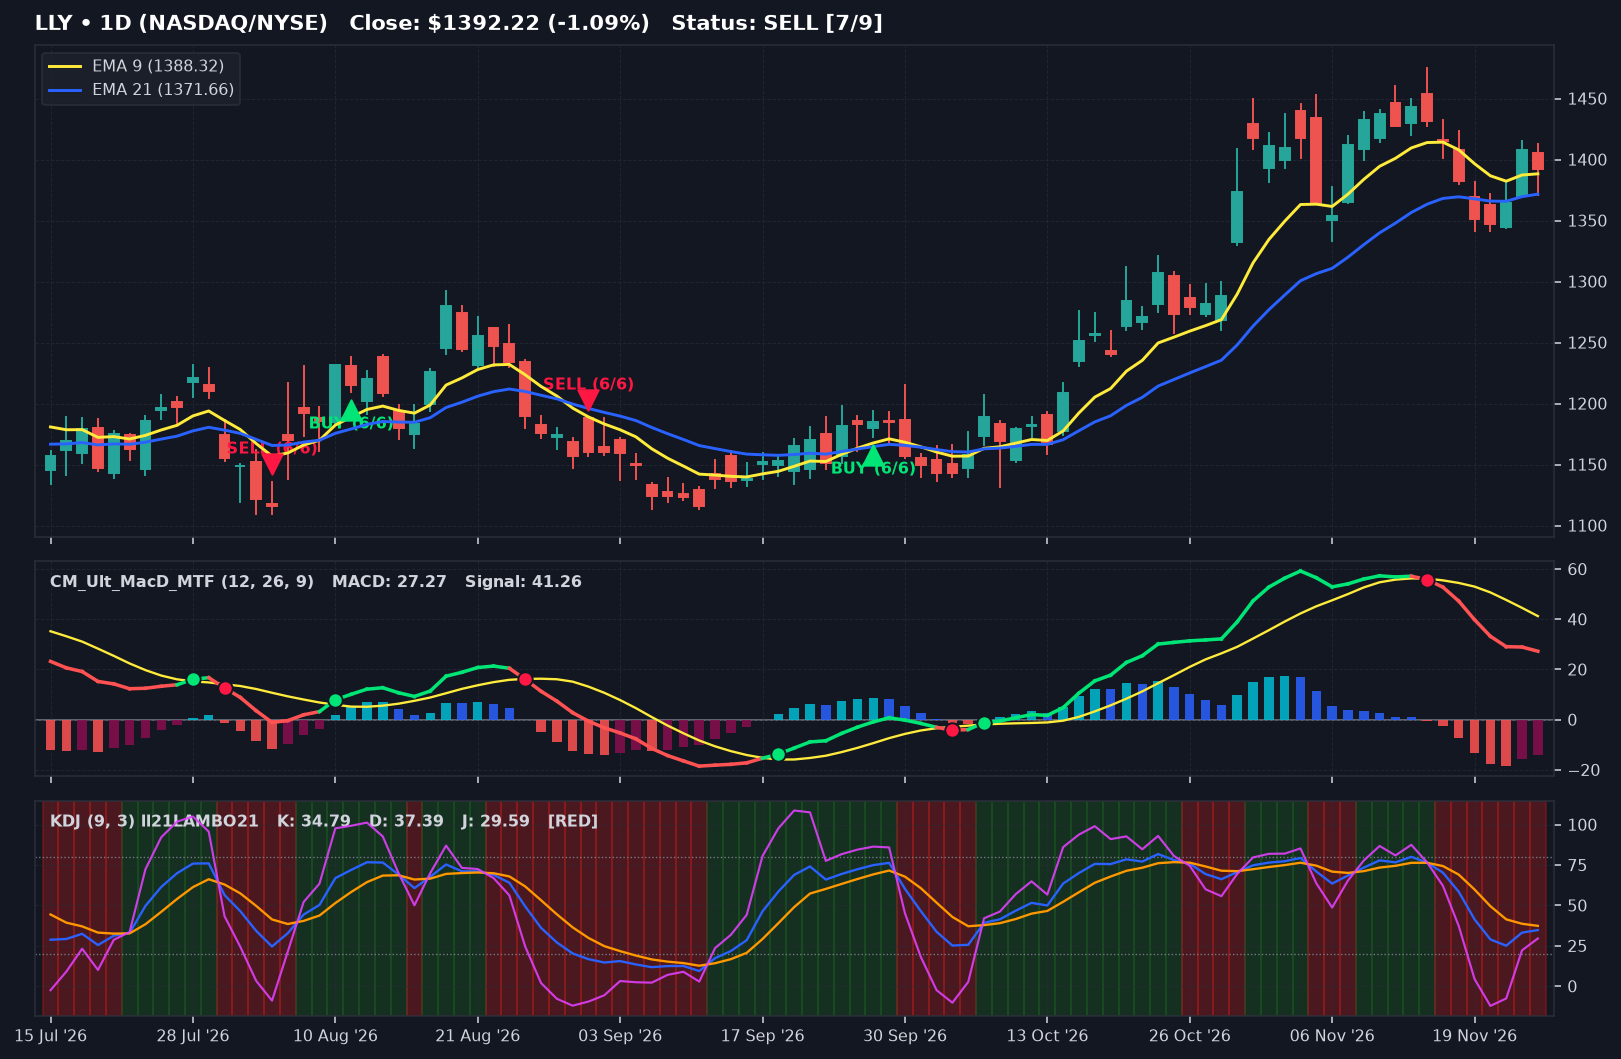 LLY • 1D (NASDAQ/NYSE)   Close: $1392.22 (-1.09%)   Status: SELL [7/9]
EMA 9 (1388.32)
EMA 21 (1371.66)
1450
1400
1350
1300
1250
1200
1150
1100
SELL (6/6)
BUY (6/6)
SELL (6/6)
BUY (6/6)
CM_Ult_MacD_MTF (12, 26, 9)   MACD: 27.27   Signal: 41.26
60
40
20
0
−20
KDJ (9, 3) II21LAMBO21   K: 34.79   D: 37.39   J: 29.59   [RED]
100
75
50
25
0
15 Jul '26
28 Jul '26
10 Aug '26
21 Aug '26
03 Sep '26
17 Sep '26
30 Sep '26
13 Oct '26
26 Oct '26
06 Nov '26
19 Nov '26